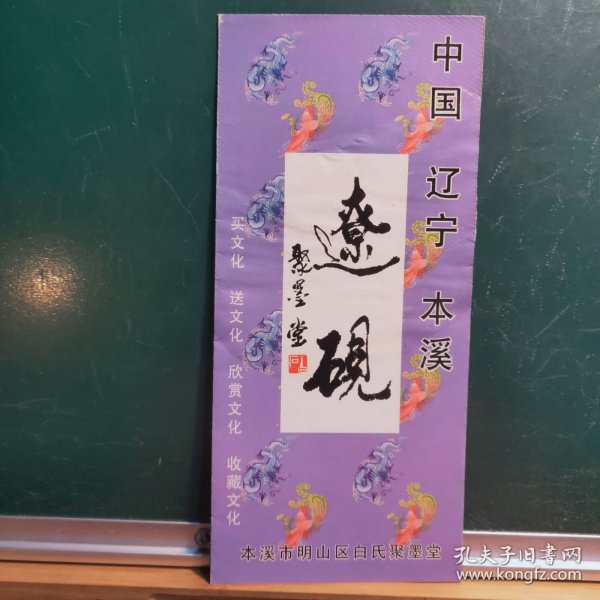 中国 辽宁 本溪
遼砚
聚墨堂
买文化 送文化 欣赏文化 收藏文化
本溪市明山区白氏聚墨堂
孔夫子旧书网
www.kongfz.com